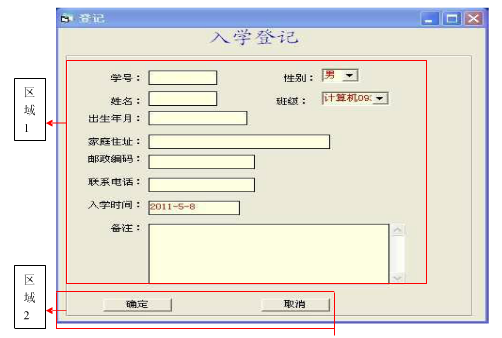 登记
入学登记
学号： 性别： 男
姓名： 班级： 计算机09
出生年月：
家庭住址：
邮政编码：
联系电话：
入学时间： 2011-5-8
备注：
确定 取消
区域1
区域2